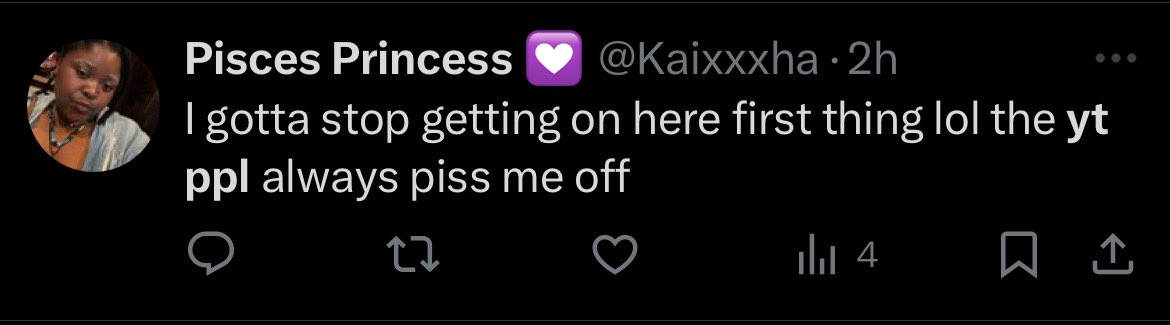 Pisces Princess 💜 @Kaixxxha · 2h
I gotta stop getting on here first thing lol the yt
ppl always piss me off
4